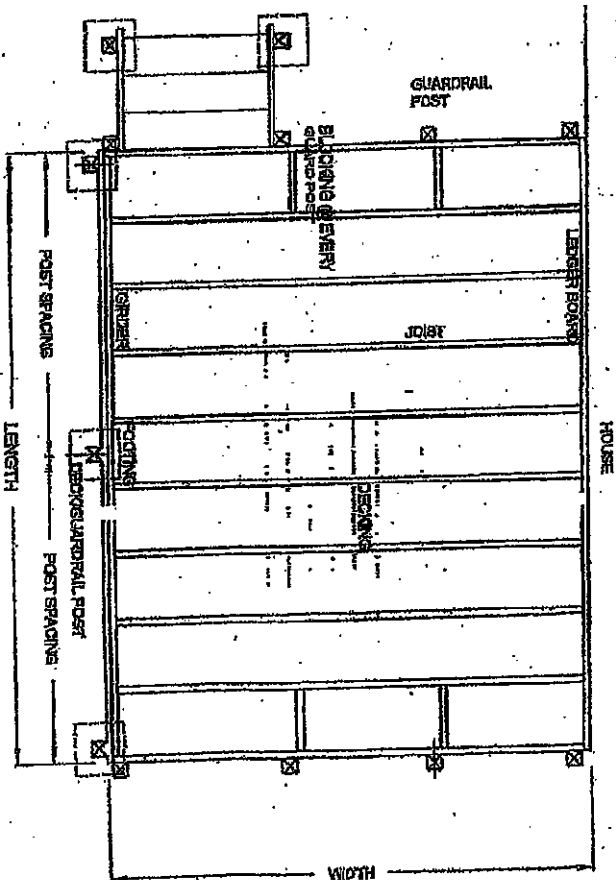 GUARDRAIL
POST
BLOCKING @ EVERY
GUARD POST
LEDGER BOARD
GIRDER
JOIST
HOUSE
POST SPACING
LENGTH
FOOTING
DECKING
DECK/GUARDRAIL POST
POST SPACING
WIDTH